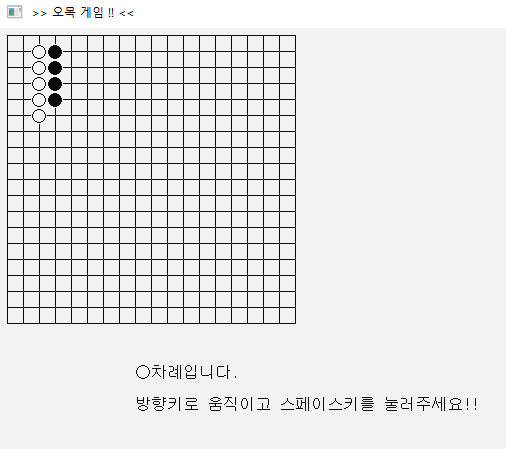 >> 오목 게임 !! <<
○차례입니다.
방향키로 움직이고 스페이스키를 눌러주세요!!